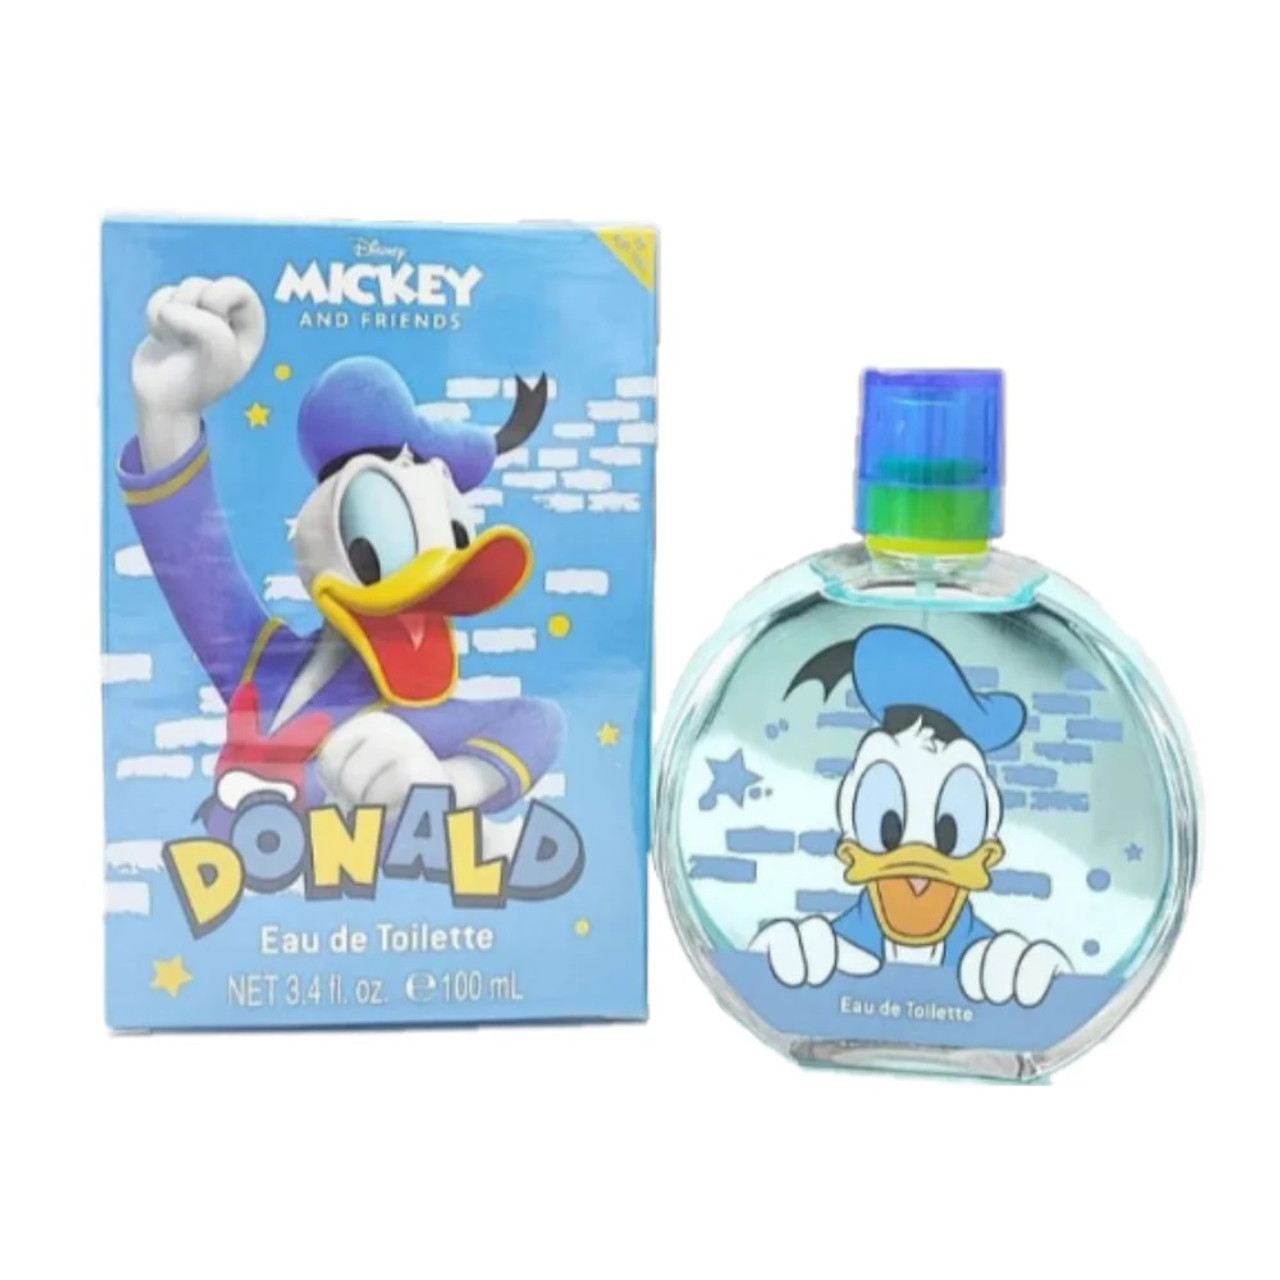 Disney
MICKEY
AND FRIENDS
DONALD
Eau de Toilette
NET 3.4 fl. oz. ℮ 100 mL
Eau de Toilette